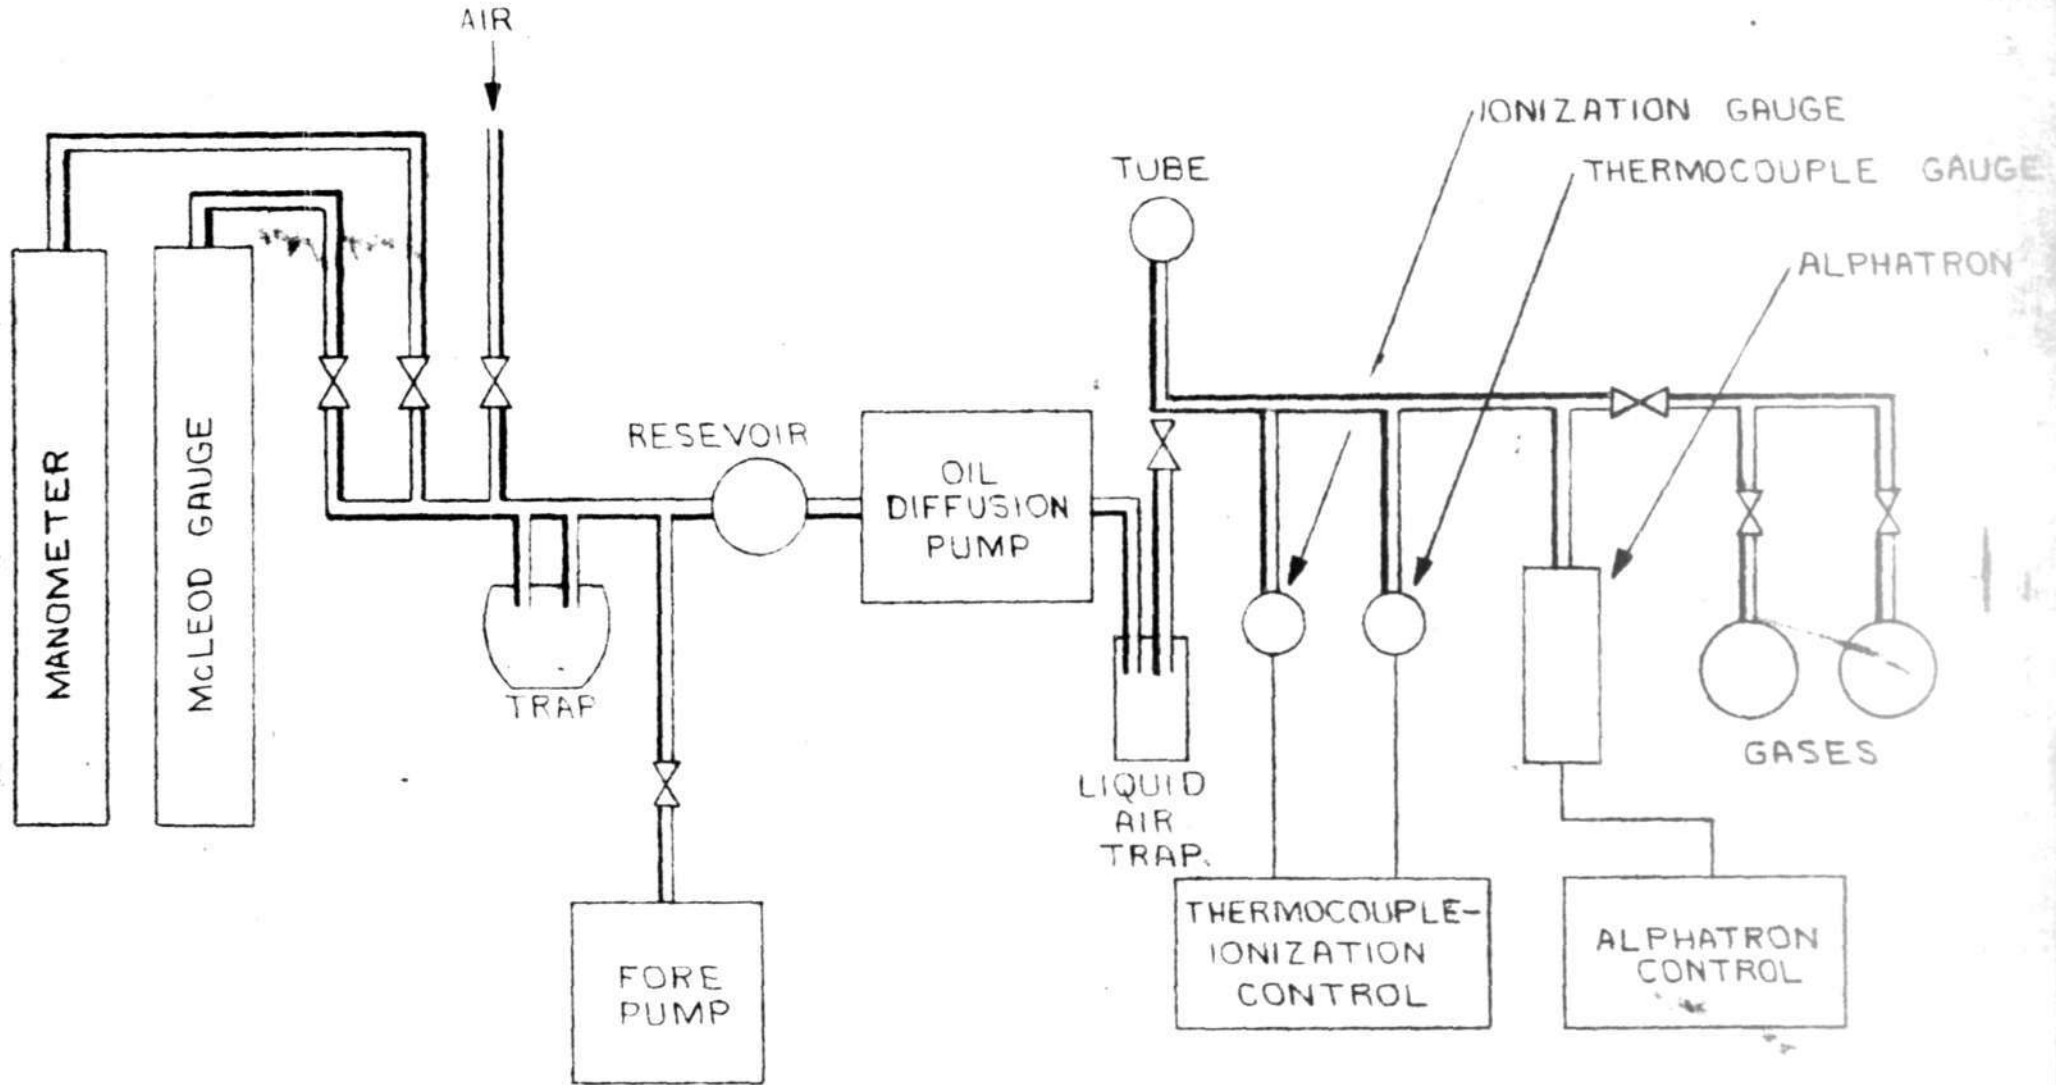 AIR
IONIZATION GAUGE
THERMOCOUPLE GAUGE
TUBE
ALPHATRON
MANOMETER
McLEOD GAUGE
RESEVOIR
OIL
DIFFUSION
PUMP
TRAP
GASES
LIQUID
AIR
TRAP.
THERMOCOUPLE-
IONIZATION
CONTROL
ALPHATRON
CONTROL
FORE
PUMP